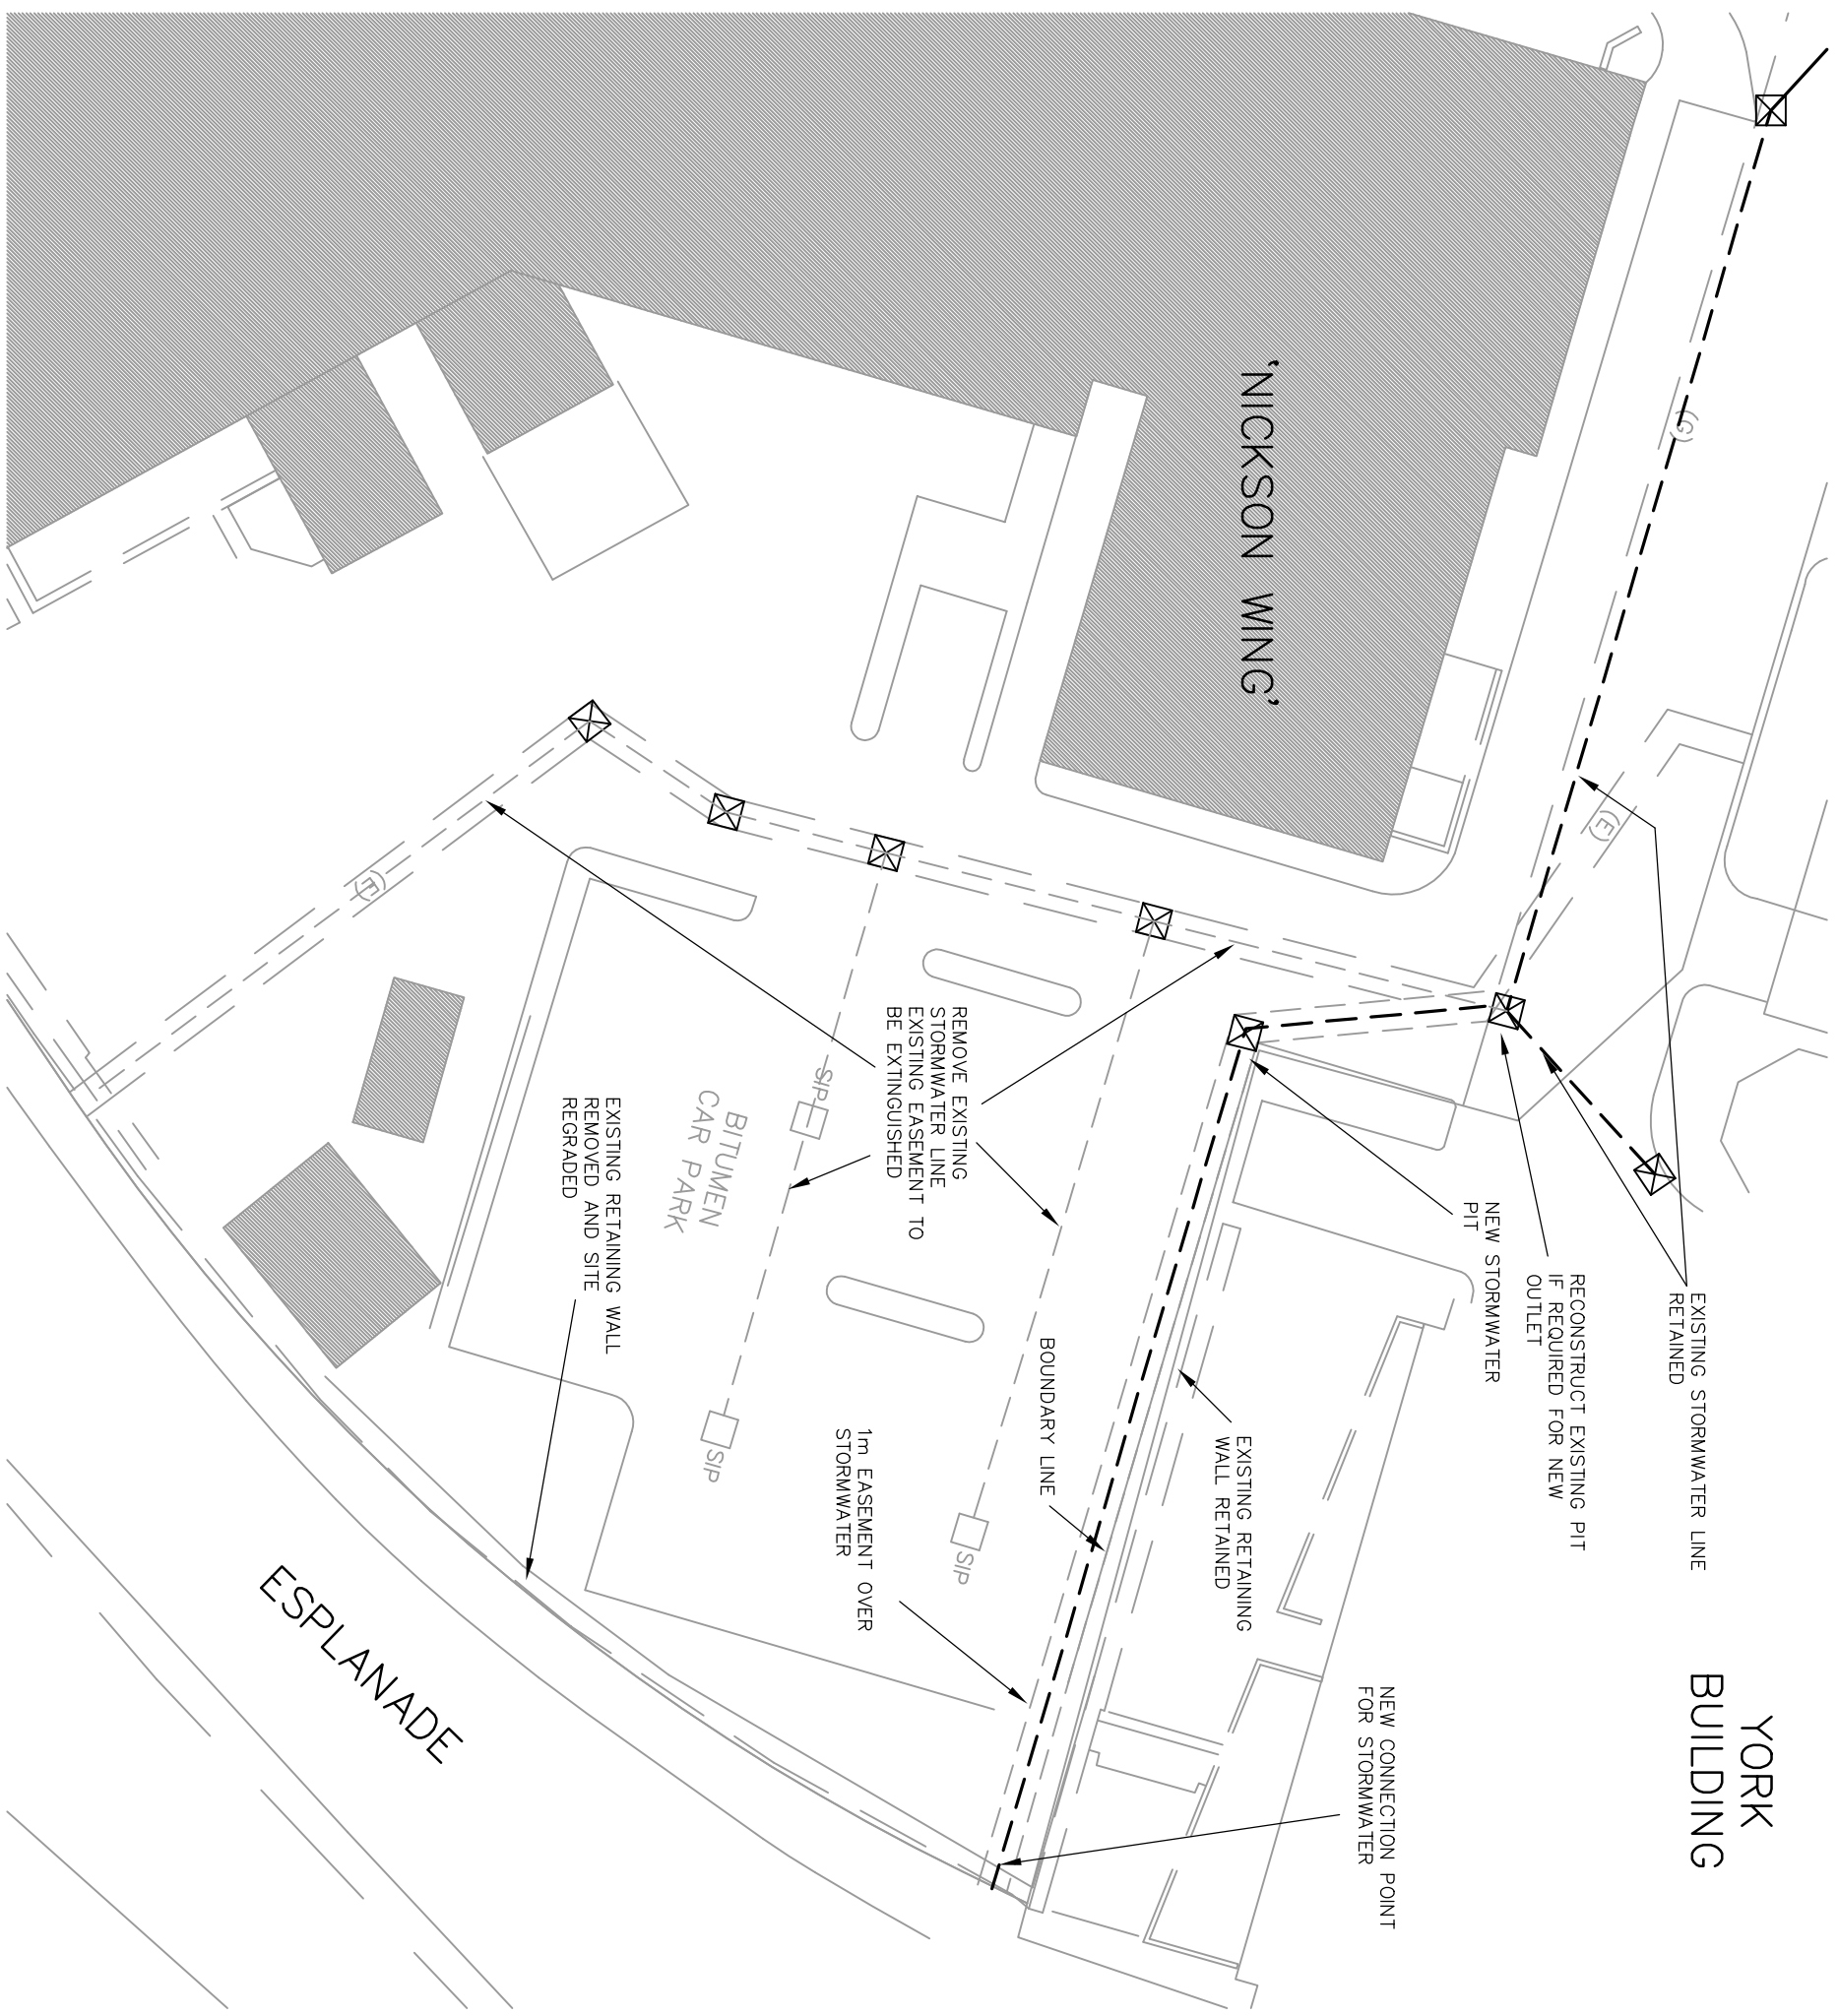 YORK
BUILDING
EXISTING STORMWATER LINE
RETAINED
(G)
(E)
RECONSTRUCT EXISTING PIT
IF REQUIRED FOR NEW
OUTLET
NEW STORMWATER
PIT
NEW CONNECTION POINT
FOR STORMWATER
'NICKSON WING'
EXISTING RETAINING
WALL RETAINED
BOUNDARY LINE
REMOVE EXISTING
STORMWATER LINE
EXISTING EASEMENT TO
BE EXTINGUISHED
SIP
SIP
SIP
1m EASEMENT OVER
STORMWATER
BITUMEN
CAR PARK
EXISTING RETAINING WALL
REMOVED AND SITE
REGRADED
(E)
ESPLANADE